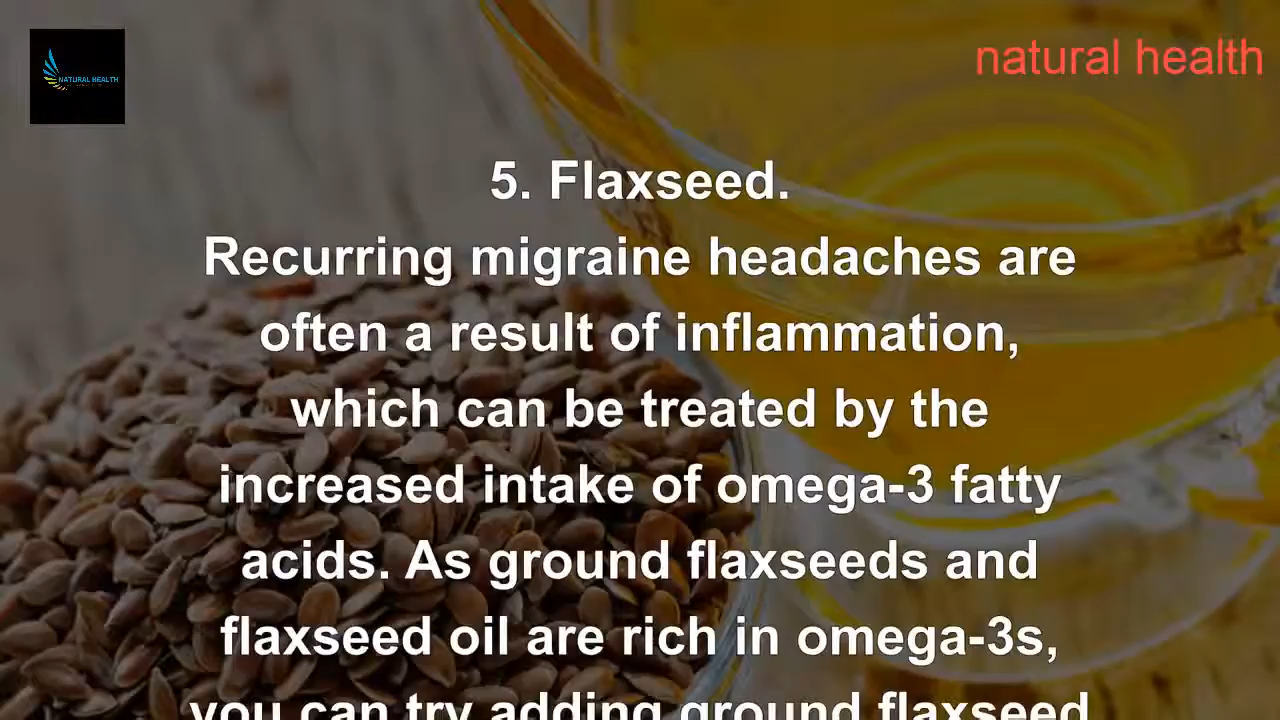 NATURAL HEALTH
natural health
5. Flaxseed.
Recurring migraine headaches are
often a result of inflammation,
which can be treated by the
increased intake of omega-3 fatty
acids. As ground flaxseeds and
flaxseed oil are rich in omega-3s,
you can try adding ground flaxseed